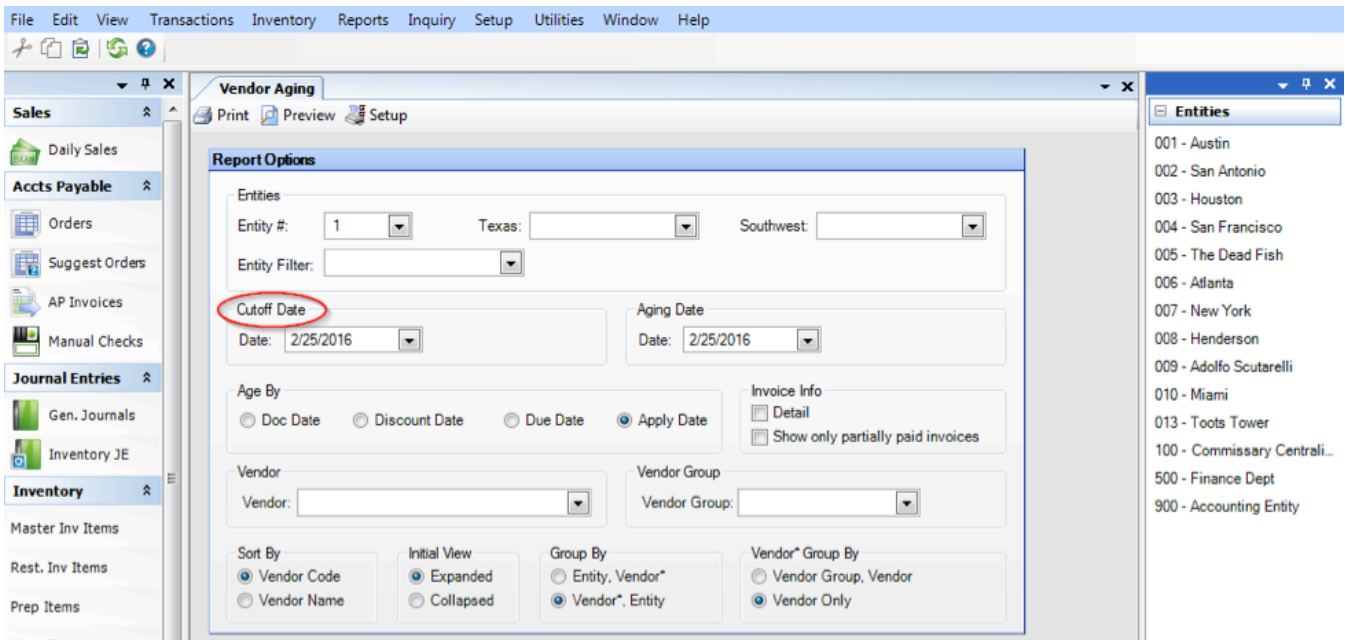 File Edit View Transactions Inventory Reports Inquiry Setup Utilities Window Help
Sales
Daily Sales
Accts Payable
Orders
Suggest Orders
AP Invoices
Manual Checks
Journal Entries
Gen. Journals
Inventory JE
Inventory
Master Inv Items
Rest. Inv Items
Prep Items
Vendor Aging
Print Preview Setup
Report Options
Entities
Entity #: 1 Texas: Southwest:
Entity Filter:
Cutoff Date Aging Date
Date: 2/25/2016 Date: 2/25/2016
Age By Invoice Info
Doc Date Discount Date Due Date Apply Date Detail
Show only partially paid invoices
Vendor Vendor Group
Vendor: Vendor Group:
Sort By Initial View Group By Vendor* Group By
Vendor Code Expanded Entity, Vendor* Vendor Group, Vendor
Vendor Name Collapsed Vendor*, Entity Vendor Only
Entities
001 - Austin
002 - San Antonio
003 - Houston
004 - San Francisco
005 - The Dead Fish
006 - Atlanta
007 - New York
008 - Henderson
009 - Adolfo Scutarelli
010 - Miami
013 - Toots Tower
100 - Commissary Centrali...
500 - Finance Dept
900 - Accounting Entity